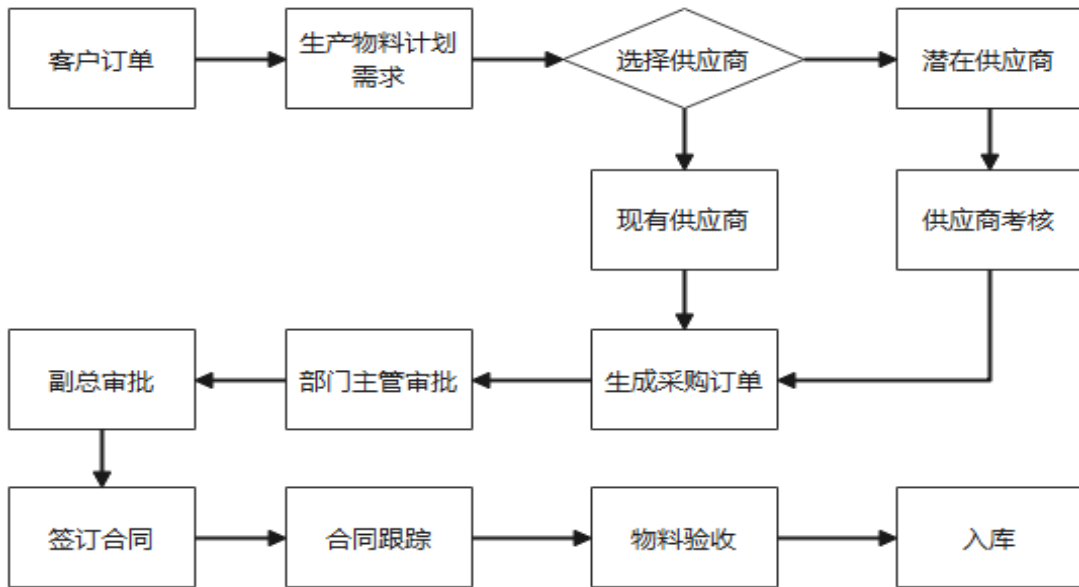 客户订单
生产物料计划
需求
选择供应商
潜在供应商
现有供应商
供应商考核
副总审批
部门主管审批
生成采购订单
签订合同
合同跟踪
物料验收
入库